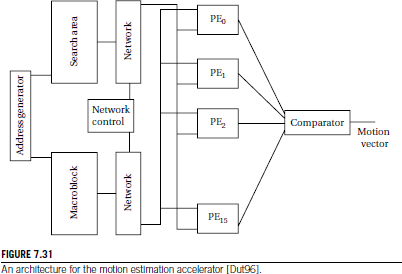 Address generator
Search area
Network
Network
control
Macroblock
Network
PE0
PE1
PE2
PE15
Comparator
Motion
vector
FIGURE 7.31
An architecture for the motion estimation accelerator [Dut96].